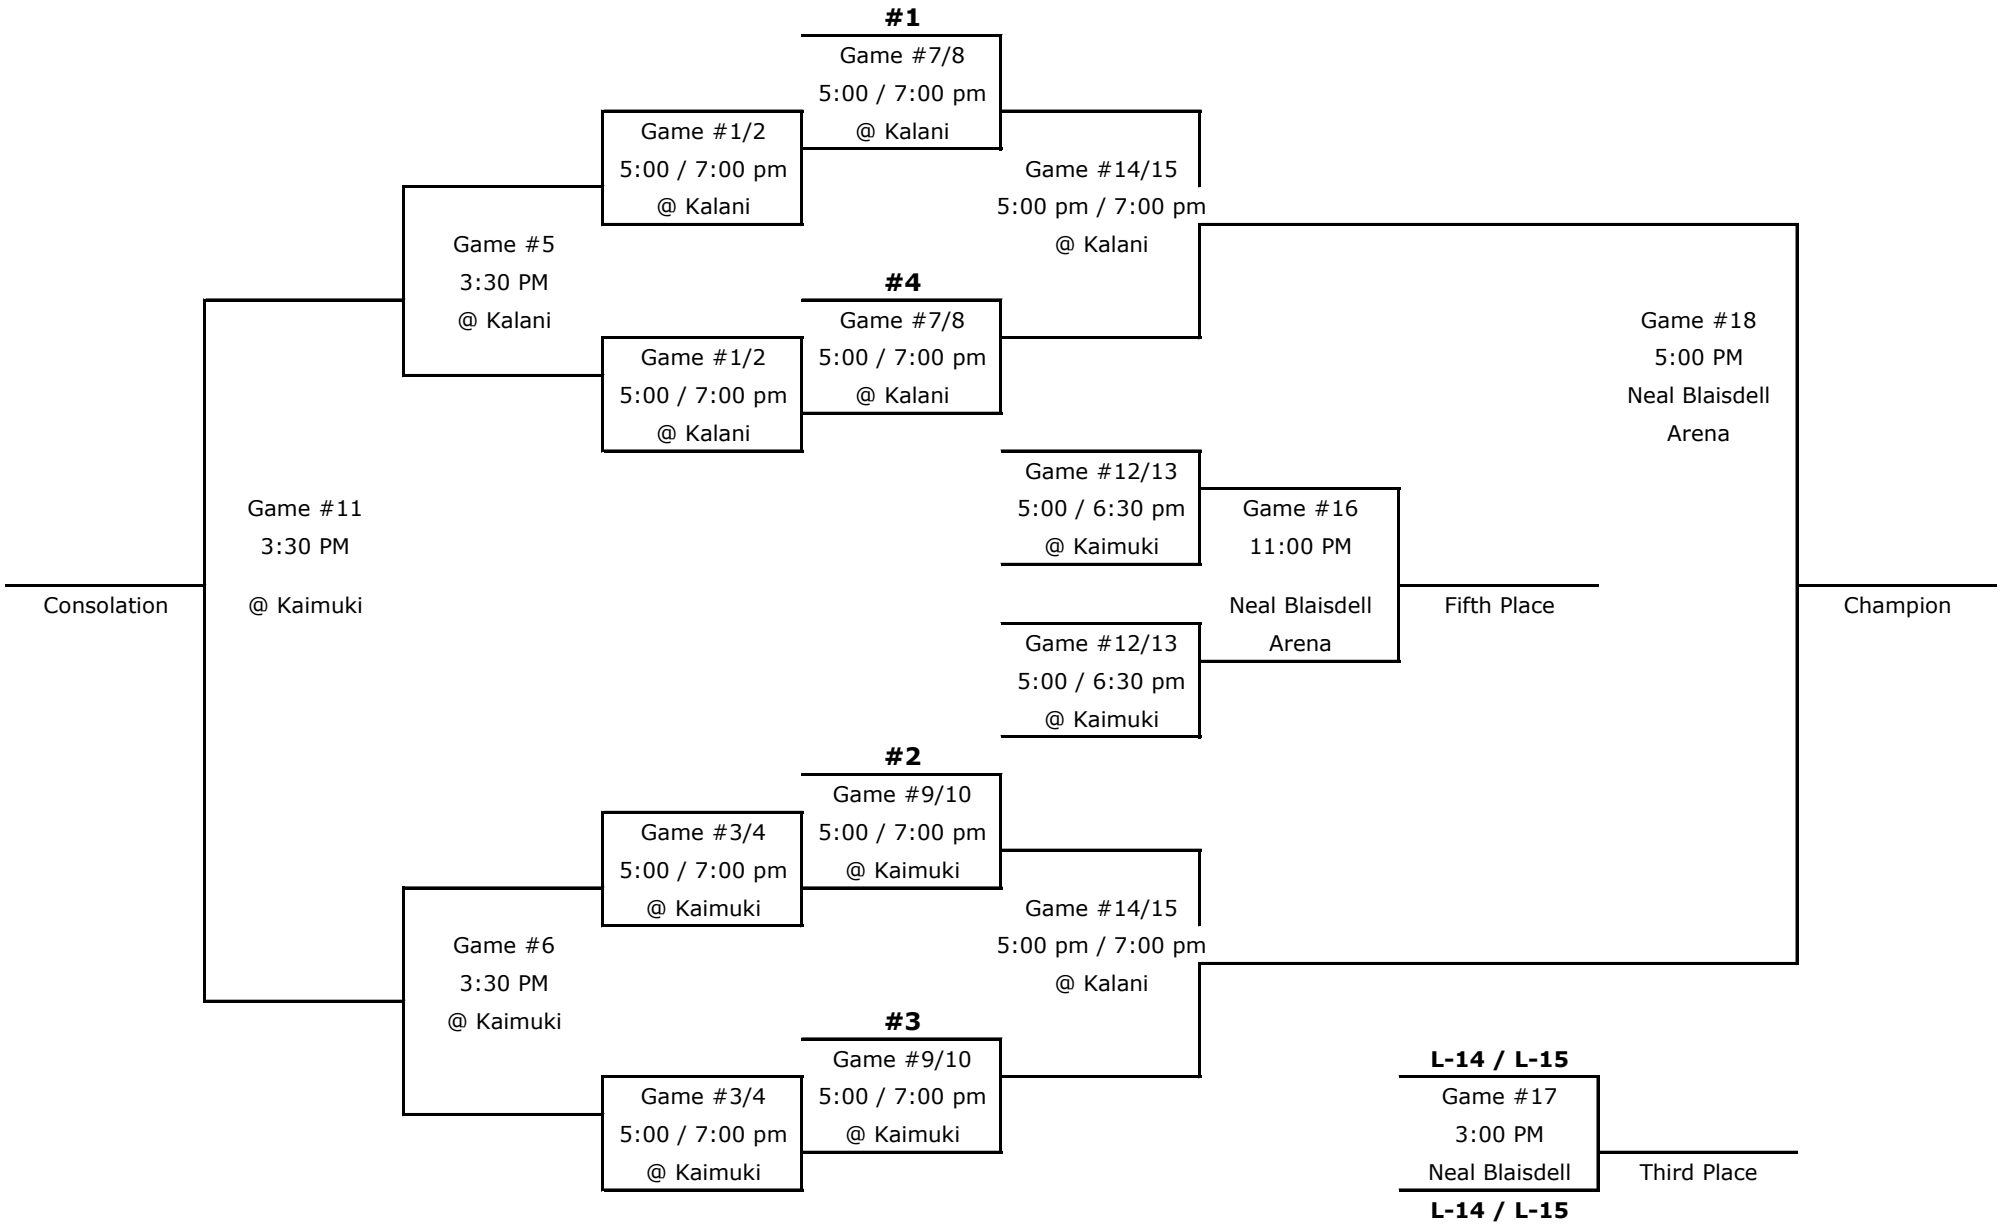 #1
Game #7/8
5:00 / 7:00 pm
@ Kalani
Game #1/2
5:00 / 7:00 pm
@ Kalani
Game #14/15
5:00 pm / 7:00 pm
@ Kalani
Game #5
3:30 PM
@ Kalani
#4
Game #7/8
5:00 / 7:00 pm
@ Kalani
Game #1/2
5:00 / 7:00 pm
@ Kalani
Game #18
5:00 PM
Neal Blaisdell
Arena
Game #12/13
5:00 / 6:30 pm
@ Kaimuki
Game #11
3:30 PM
@ Kaimuki
Consolation
Game #16
11:00 PM
Neal Blaisdell
Arena
Fifth Place
Champion
Game #12/13
5:00 / 6:30 pm
@ Kaimuki
#2
Game #9/10
5:00 / 7:00 pm
@ Kaimuki
Game #3/4
5:00 / 7:00 pm
@ Kaimuki
Game #14/15
5:00 pm / 7:00 pm
@ Kalani
Game #6
3:30 PM
@ Kaimuki
#3
Game #9/10
5:00 / 7:00 pm
@ Kaimuki
Game #3/4
5:00 / 7:00 pm
@ Kaimuki
L-14 / L-15
Game #17
3:00 PM
Neal Blaisdell
Third Place
L-14 / L-15